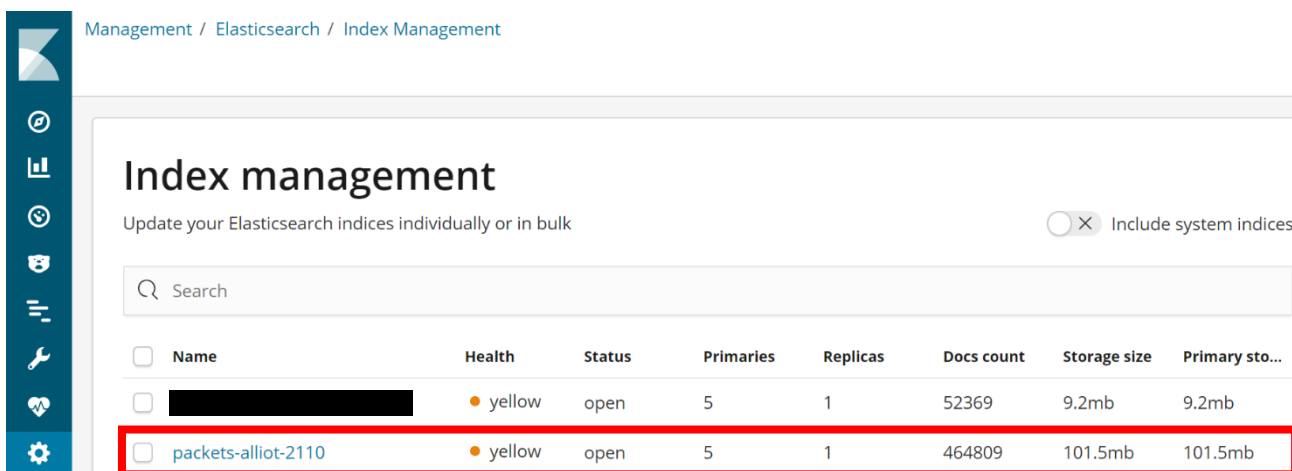 Management / Elasticsearch / Index Management
Index management
Update your Elasticsearch indices individually or in bulk
Include system indices
Search
Name Health Status Primaries Replicas Docs count Storage size Primary sto...
yellow open 5 1 52369 9.2mb 9.2mb
packets-alliot-2110 yellow open 5 1 464809 101.5mb 101.5mb